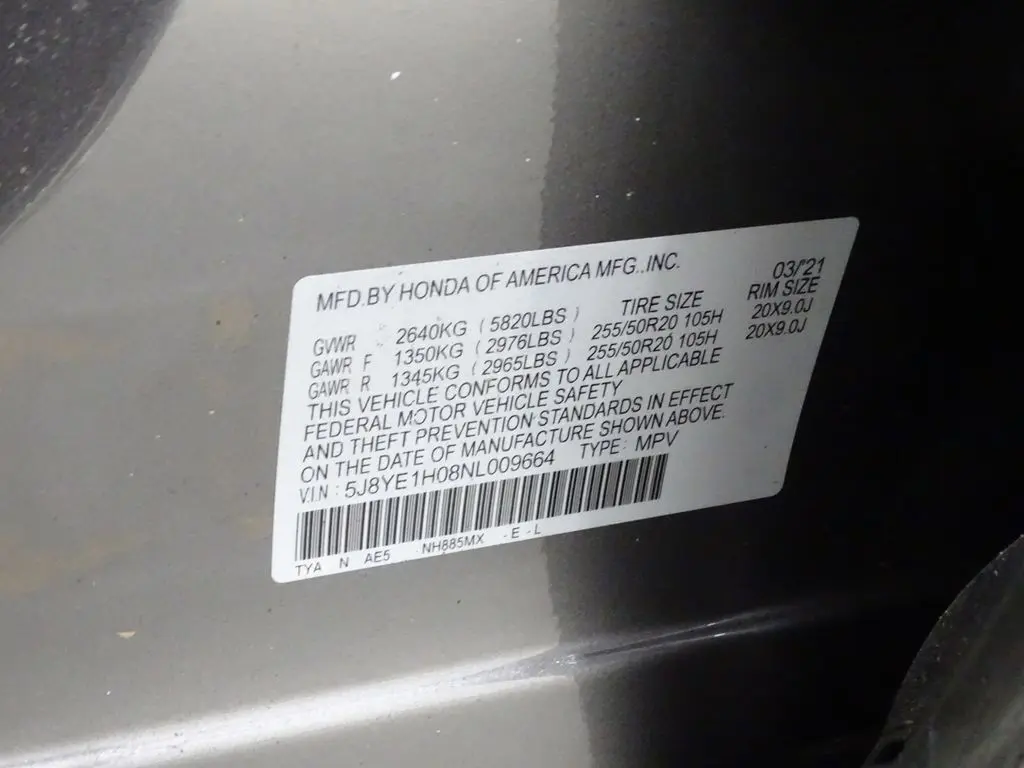 MFD.BY HONDA OF AMERICA MFG.,INC. 03/'21
GVWR 2640KG ( 5820LBS ) TIRE SIZE RIM SIZE
GAWR F 1350KG ( 2976LBS ) 255/50R20 105H 20X9.0J
GAWR R 1345KG ( 2965LBS ) 255/50R20 105H 20X9.0J
THIS VEHICLE CONFORMS TO ALL APPLICABLE
FEDERAL MOTOR VEHICLE SAFETY
AND THEFT PREVENTION STANDARDS IN EFFECT
ON THE DATE OF MANUFACTURE SHOWN ABOVE.
V.I.N : 5J8YE1H08NL009664 TYPE: MPV
TYA N AE5 NH885MX -E -L